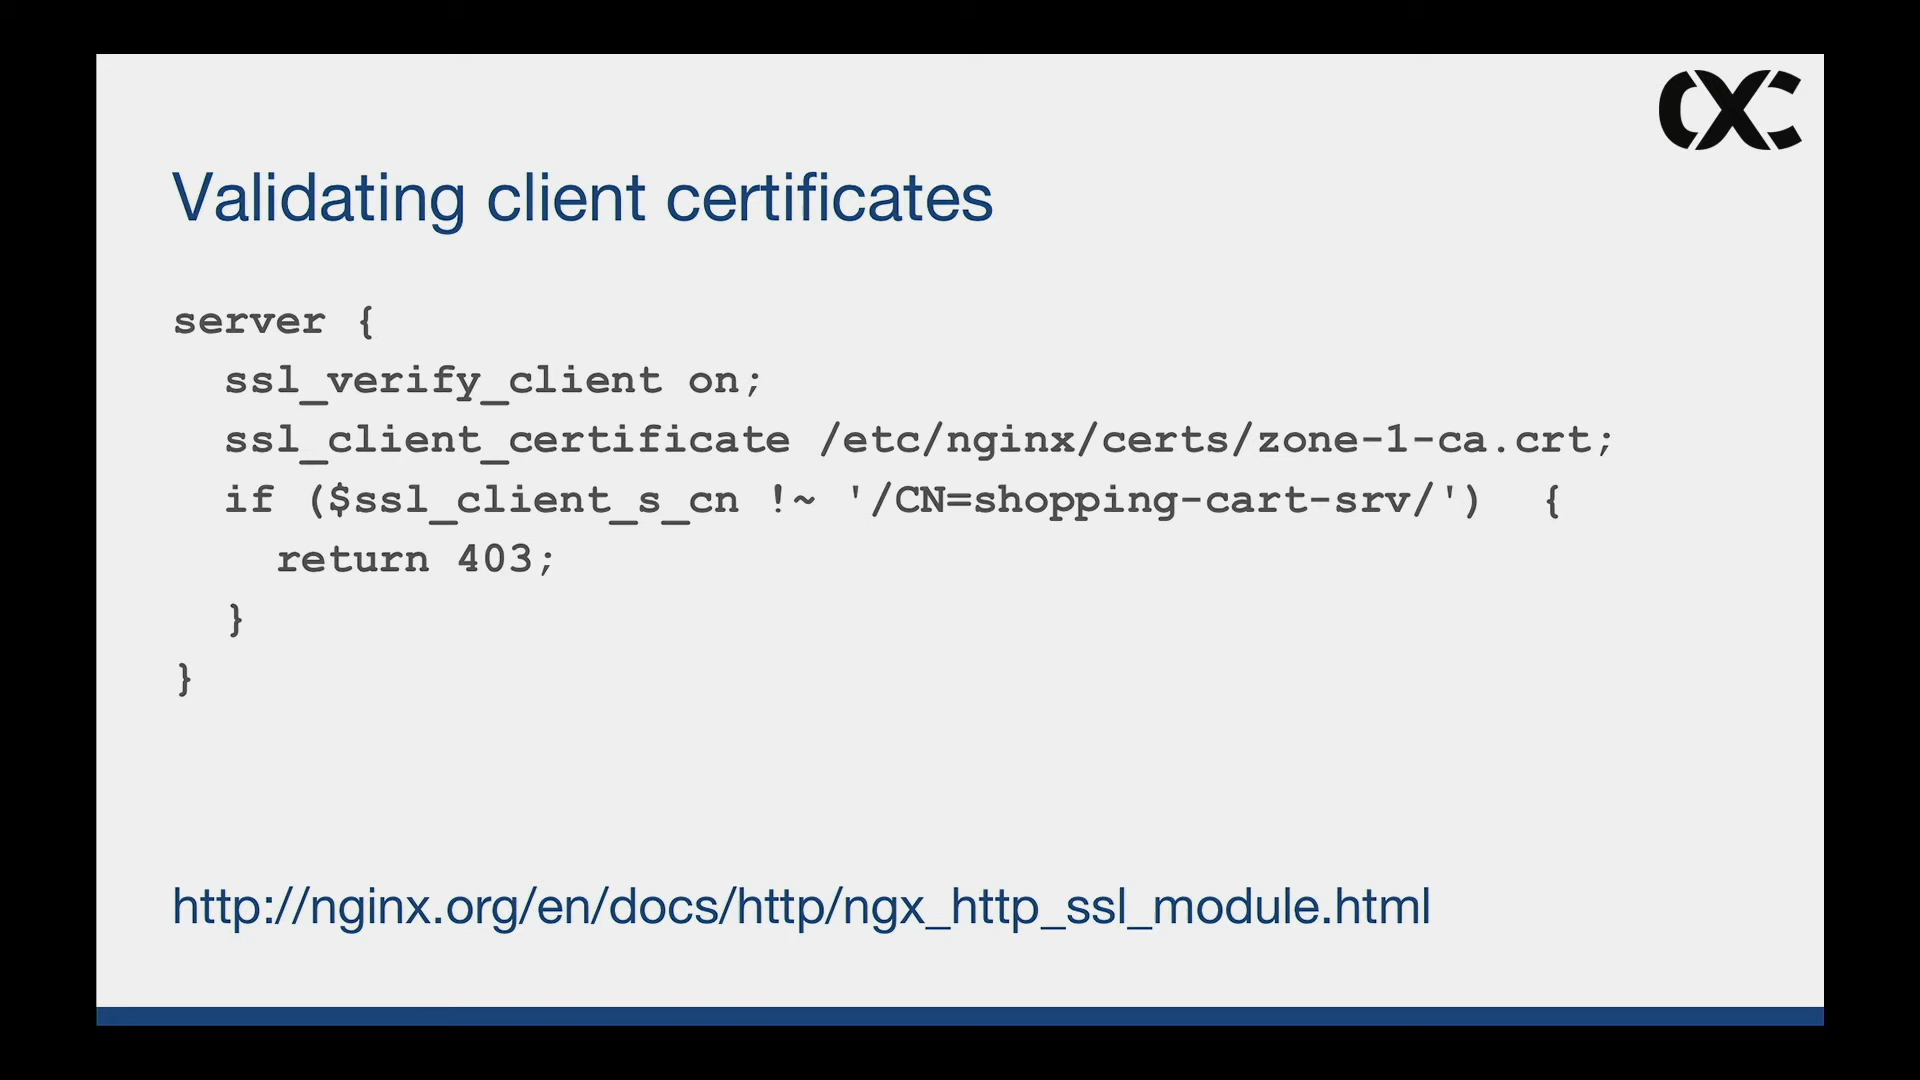 Validating client certificates
server {
ssl_verify_client on;
ssl_client_certificate /etc/nginx/certs/zone-1-ca.crt;
if ($ssl_client_s_cn !~ '/CN=shopping-cart-srv/')  {
return 403;
}
}
http://nginx.org/en/docs/http/ngx_http_ssl_module.html